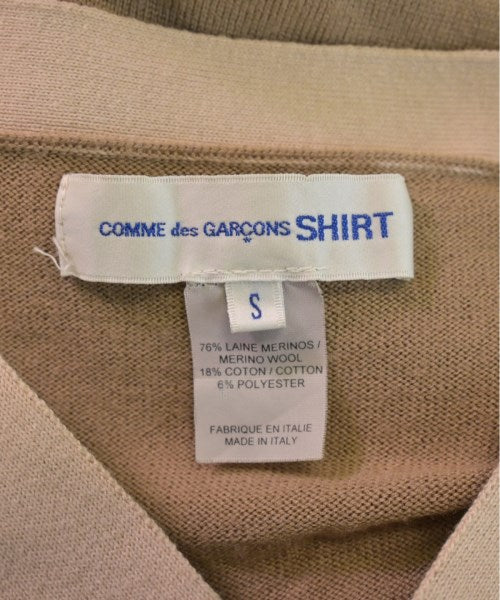 COMME des GARÇONS SHIRT
S
76% LAINE MERINOS /
MERINO WOOL
18% COTON / COTTON
6% POLYESTER
FABRIQUE EN ITALIE
MADE IN ITALY